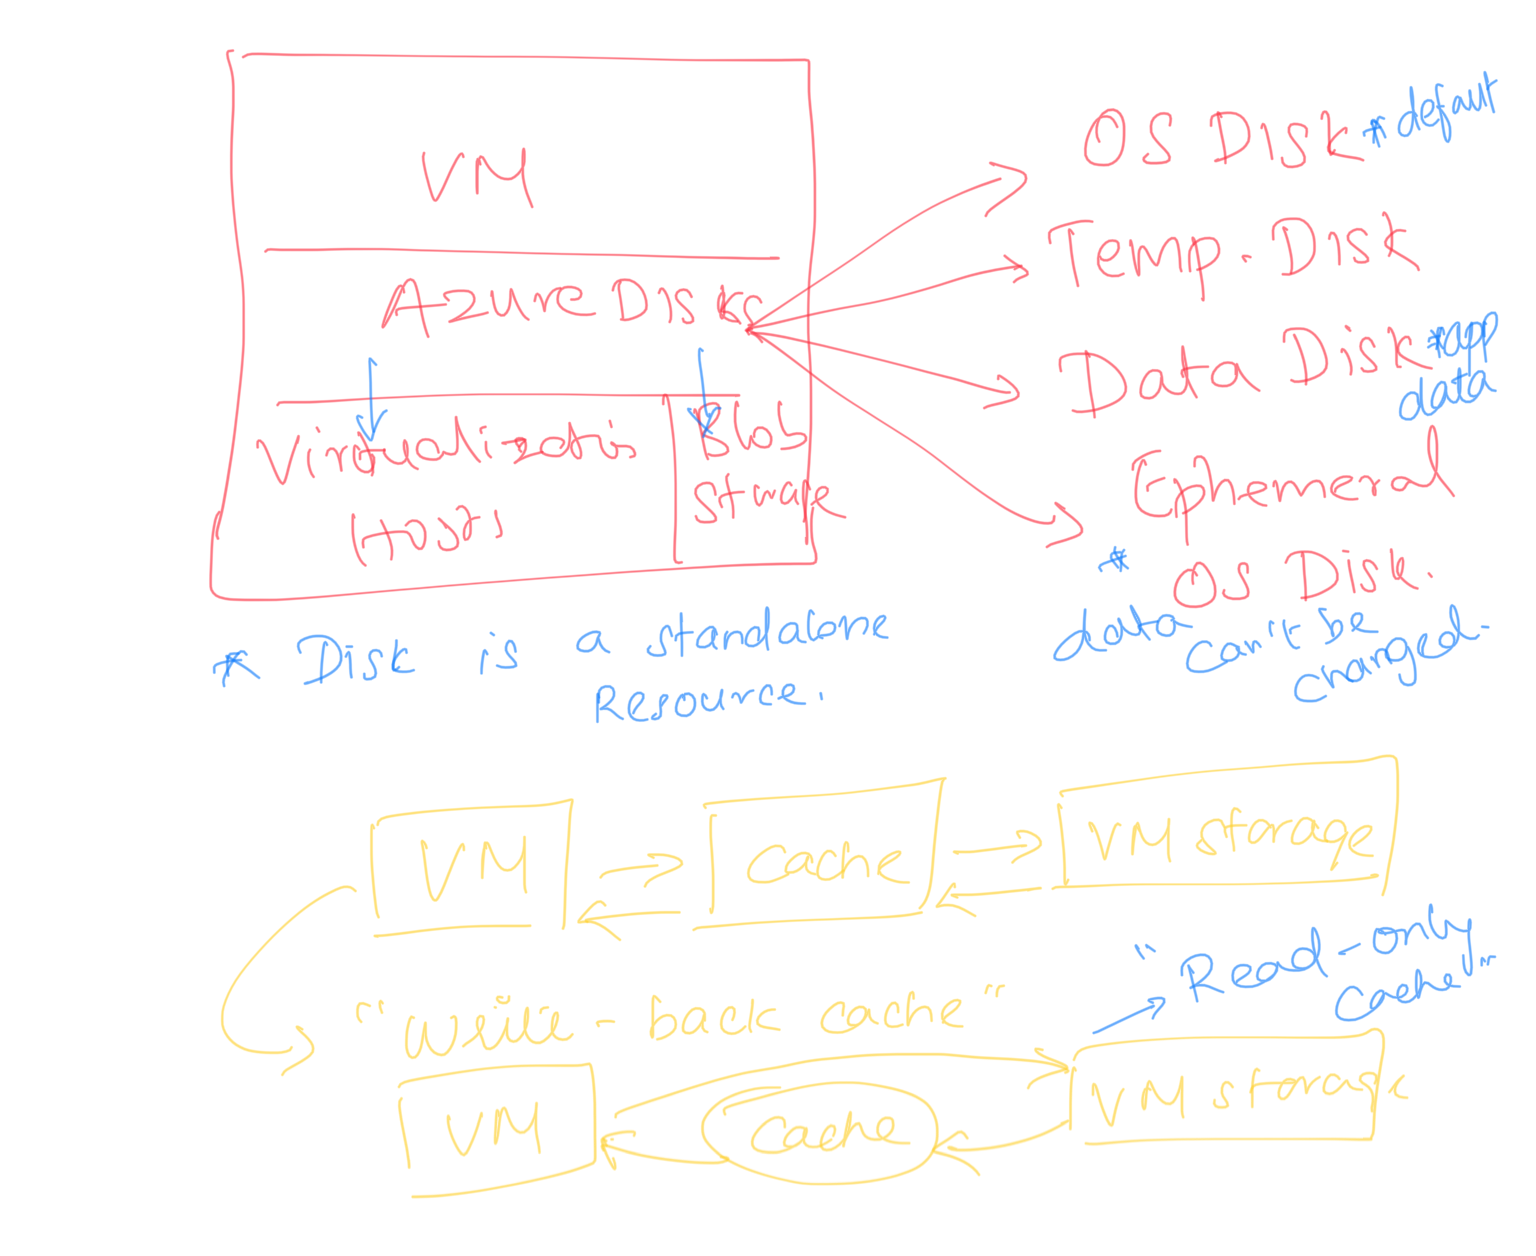 VM
Azure Disks
Virtualization
Hosts
Blob
Storage
OS Disk * default
Temp. Disk
Data Disk * app
data
Ephemeral
OS Disk.
* data can't be
changed.
* Disk is a standalone
Resource.
VM
Cache
VM storage
"Write-back cache"
"Read-only
Cache"
VM
Cache
VM storage